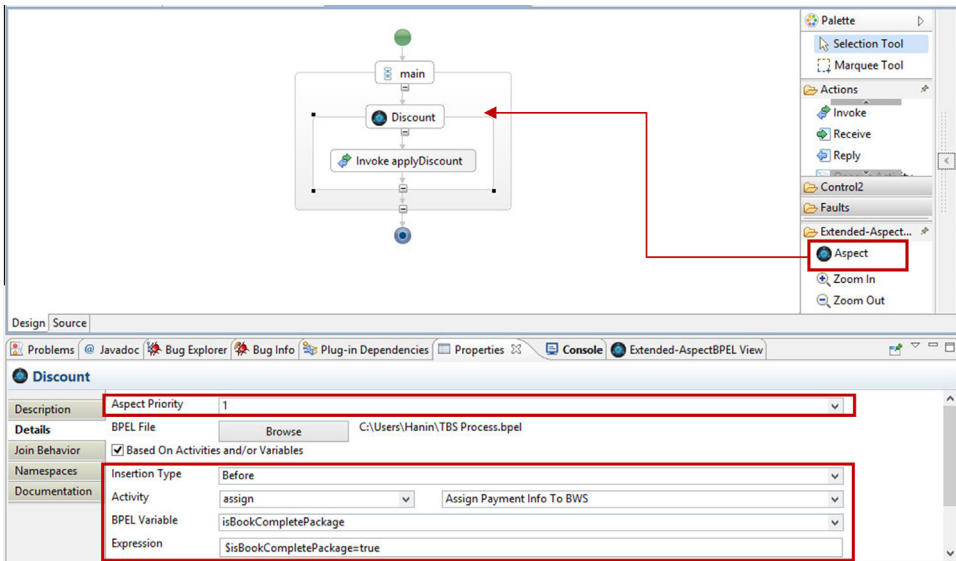 Palette
Selection Tool
Marquee Tool
Actions
main
Discount
Invoke
Receive
Invoke applyDiscount
Reply
Control2
Faults
Extended-Aspect...
Aspect
Zoom In
Zoom Out
Design Source
Problems @ Javadoc Bug Explorer Bug Info Plug-in Dependencies Properties Console Extended-AspectBPEL View
Discount
Description
Details
Join Behavior
Namespaces
Documentation
Aspect Priority 1
BPEL File Browse C:\Users\Hanin\TBS Process.bpel
Based On Activities and/or Variables
Insertion Type Before
Activity assign Assign Payment Info To BWS
BPEL Variable isBookCompletePackage
Expression $isBookCompletePackage=true